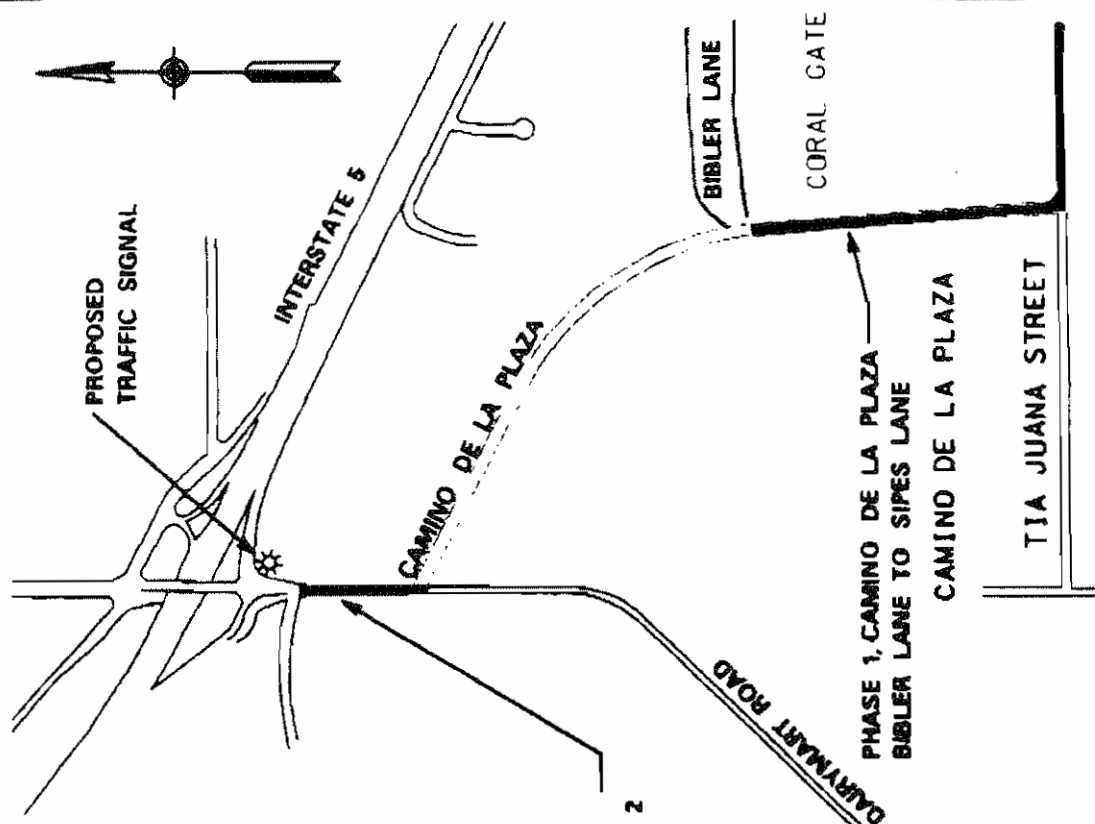 PROPOSED
TRAFFIC SIGNAL
INTERSTATE 5
BIBLER LANE
CORAL GATE
CAMINO DE LA PLAZA
PHASE 1, CAMINO DE LA PLAZA
BIBLER LANE TO SIPES LANE
CAMINO DE LA PLAZA
TIA JUANA STREET
DAIRYMART ROAD
2